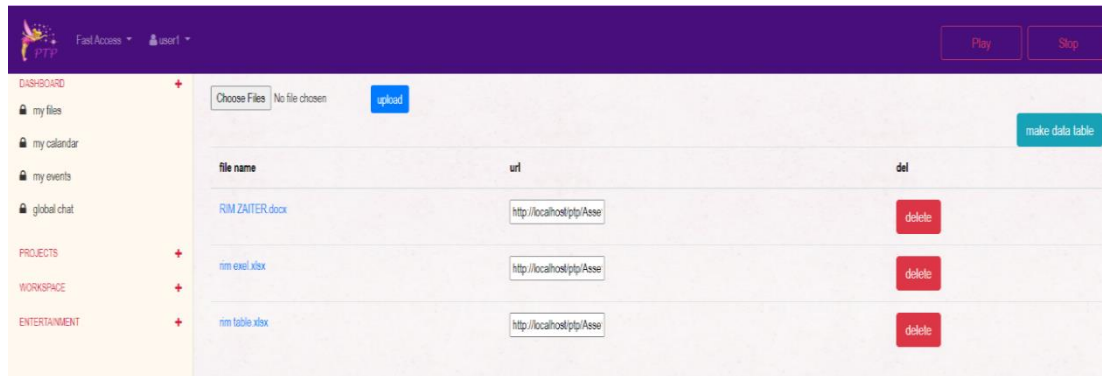 PTP
Fast Access
user1
Play
Stop
DASHBOARD +
my files
my calandar
my events
global chat
PROJECTS +
WORKSPACE +
ENTERTAINMENT +
Choose Files No file chosen
upload
make data table
file name url del
RIM ZAITER.docx http://localhost/ptp/Asse delete
rim exel.xlsx http://localhost/ptp/Asse delete
rim table.xlsx http://localhost/ptp/Asse delete